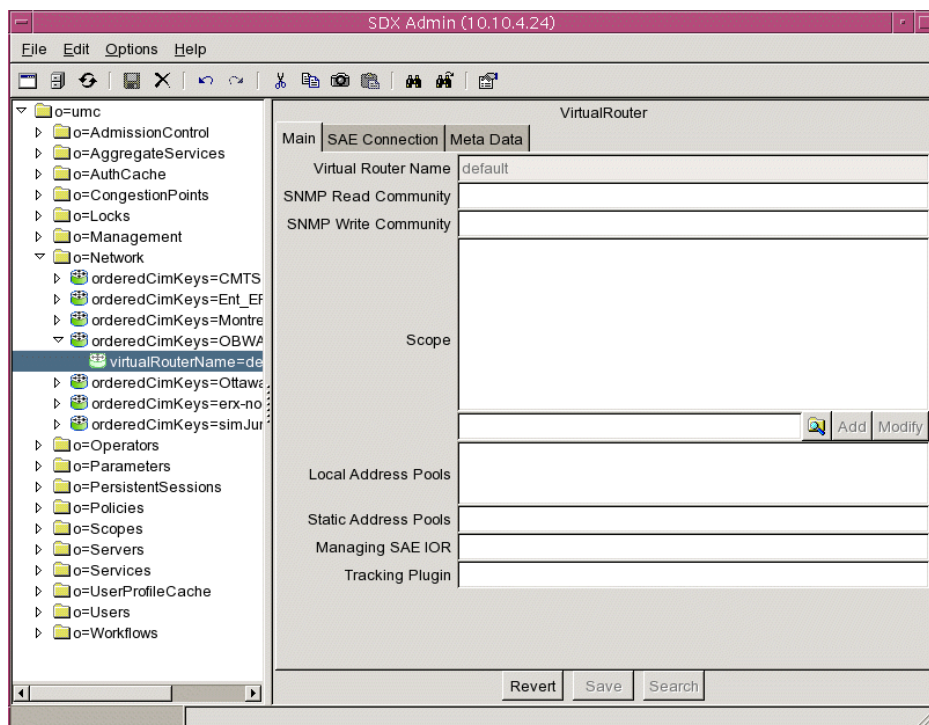 SDX Admin (10.10.4.24)
File Edit Options Help
o=umc
o=AdmissionControl
o=AggregateServices
o=AuthCache
o=CongestionPoints
o=Locks
o=Management
o=Network
orderedCimKeys=CMTS
orderedCimKeys=Ent_EF
orderedCimKeys=Montre
orderedCimKeys=OBWA
virtualRouterName=de
orderedCimKeys=Ottawa
orderedCimKeys=erx-no
orderedCimKeys=simJur
o=Operators
o=Parameters
o=PersistentSessions
o=Policies
o=Scopes
o=Servers
o=Services
o=UserProfileCache
o=Users
o=Workflows
VirtualRouter
Main SAE Connection Meta Data
Virtual Router Name default
SNMP Read Community
SNMP Write Community
Scope
Add Modify
Local Address Pools
Static Address Pools
Managing SAE IOR
Tracking Plugin
Revert Save Search